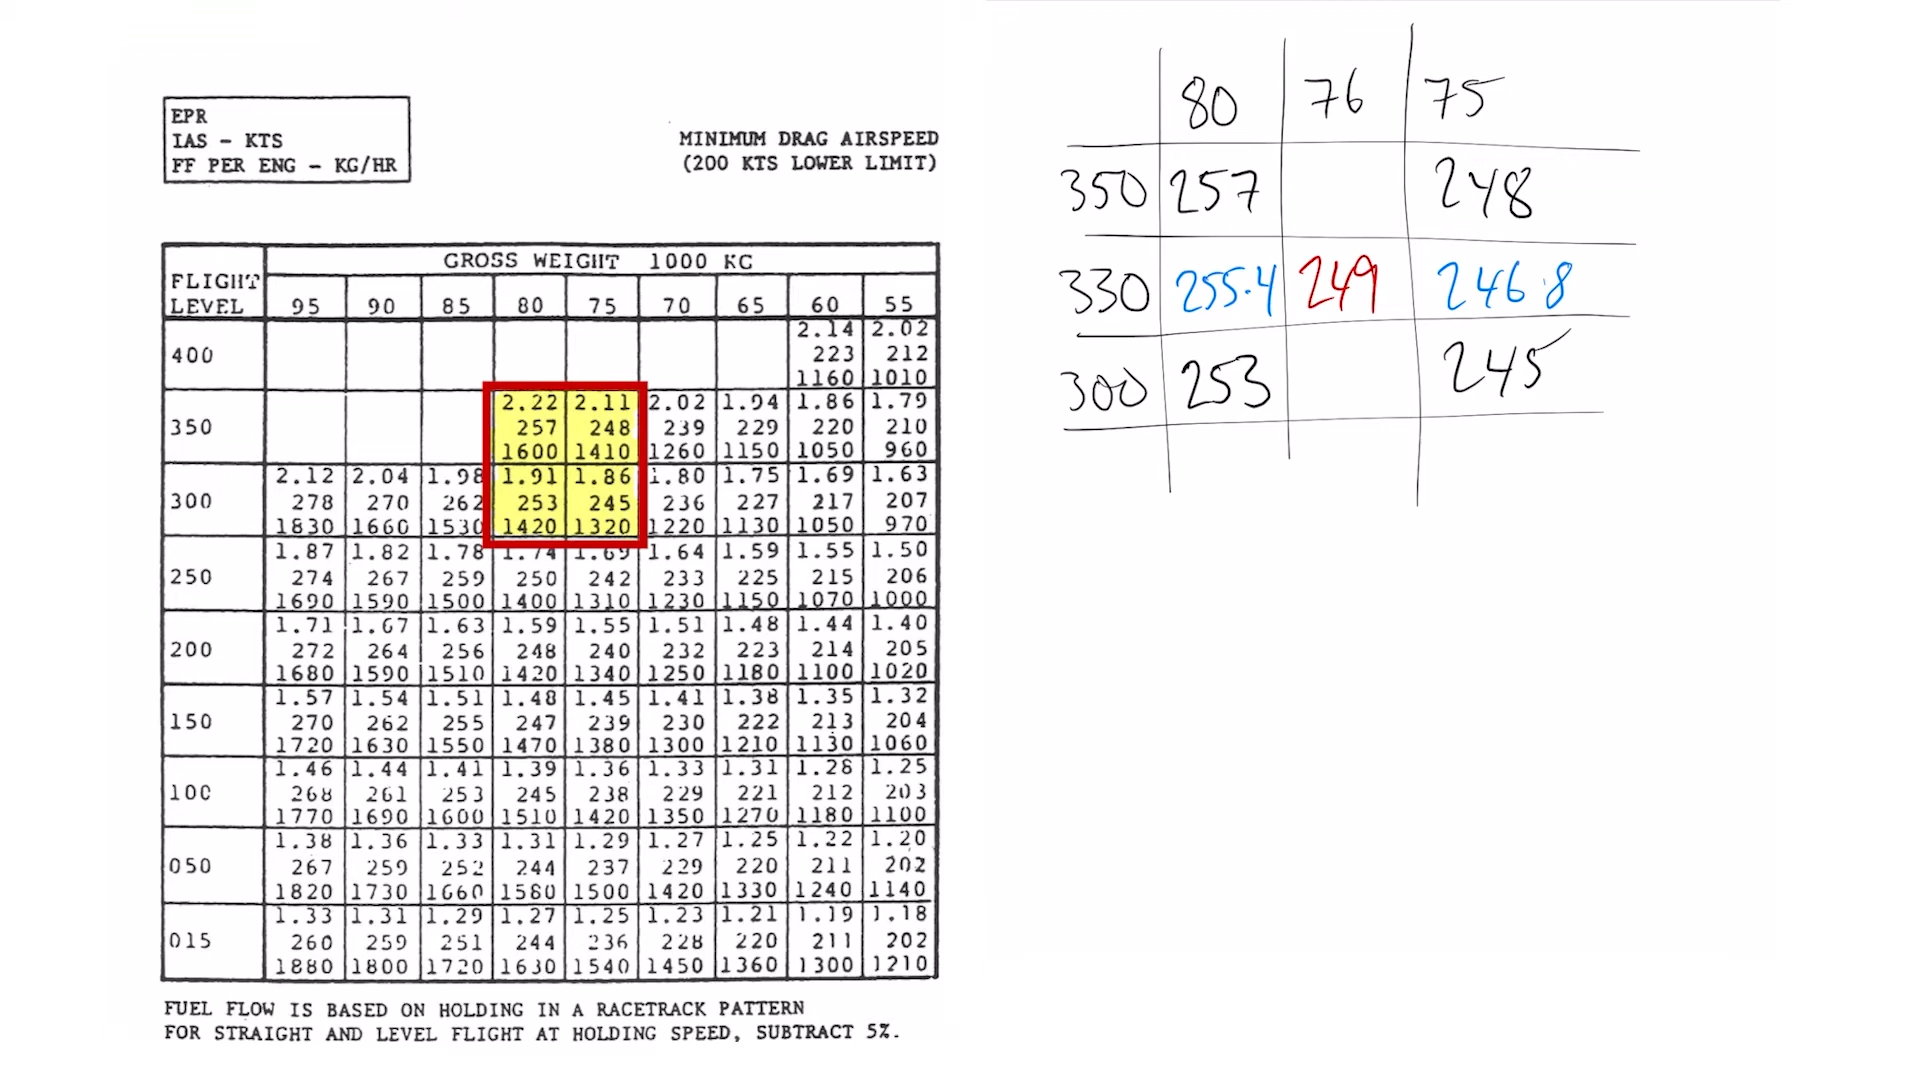 EPR
IAS - KTS
FF PER ENG - KG/HR
MINIMUM DRAG AIRSPEED
(200 KTS LOWER LIMIT)
FLIGHT LEVEL
GROSS WEIGHT 1000 KG
95 90 85 80 75 70 65 60 55
2.14 2.02
400 223 212
1160 1010
2.22 2.11 2.02 1.94 1.86 1.79
350 257 248 239 229 220 210
1600 1410 1260 1150 1050 960
2.12 2.04 1.98 1.91 1.86 1.80 1.75 1.69 1.63
300 278 270 262 253 245 236 227 217 207
1830 1660 1530 1420 1320 1220 1130 1050 970
1.87 1.82 1.78 1.74 1.69 1.64 1.59 1.55 1.50
250 274 267 259 250 242 233 225 215 206
1690 1590 1500 1400 1310 1230 1150 1070 1000
1.71 1.67 1.63 1.59 1.55 1.51 1.48 1.44 1.40
200 272 264 256 248 240 232 223 214 205
1680 1590 1510 1420 1340 1250 1180 1100 1020
1.57 1.54 1.51 1.48 1.45 1.41 1.38 1.35 1.32
150 270 262 255 247 239 230 222 213 204
1720 1630 1550 1470 1380 1300 1210 1130 1060
1.46 1.44 1.41 1.39 1.36 1.33 1.31 1.28 1.25
100 268 261 253 245 238 229 221 212 203
1770 1690 1600 1510 1420 1350 1270 1180 1100
1.38 1.36 1.33 1.31 1.29 1.27 1.25 1.22 1.20
050 267 259 252 244 237 229 220 211 202
1820 1730 1660 1580 1500 1420 1330 1240 1140
1.33 1.31 1.29 1.27 1.25 1.23 1.21 1.19 1.18
015 260 259 251 244 236 228 220 211 202
1880 1800 1720 1630 1540 1450 1360 1300 1210
FUEL FLOW IS BASED ON HOLDING IN A RACETRACK PATTERN
FOR STRAIGHT AND LEVEL FLIGHT AT HOLDING SPEED, SUBTRACT 5%.
80 76 75
350 257 248
330 255.4 249 246.8
300 253 245